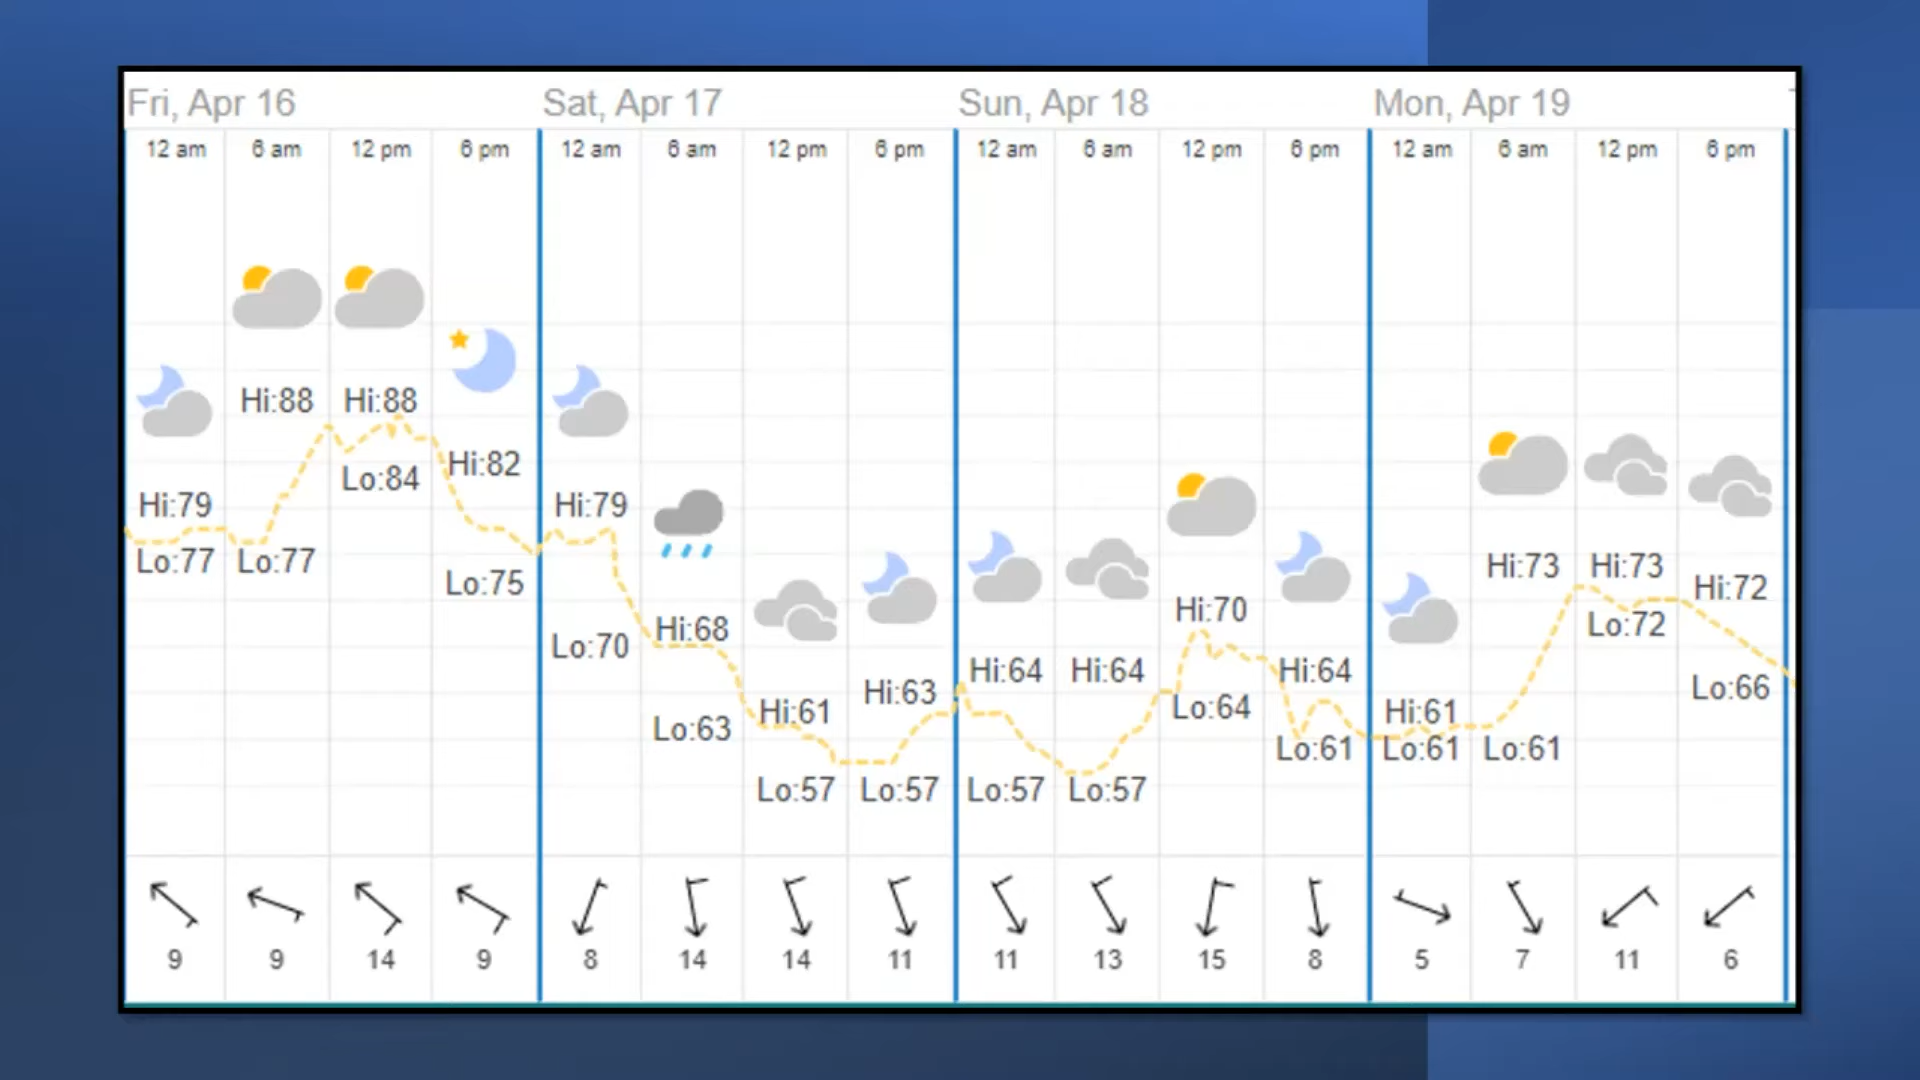 Fri, Apr 16 Sat, Apr 17 Sun, Apr 18 Mon, Apr 19
12 am 6 am 12 pm 6 pm 12 am 6 am 12 pm 6 pm 12 am 6 am 12 pm 6 pm 12 am 6 am 12 pm 6 pm
Hi:79 Hi:88 Hi:88 Hi:82 Hi:79 Hi:68 Hi:61 Hi:63 Hi:64 Hi:64 Hi:70 Hi:64 Hi:61 Hi:73 Hi:73 Hi:72
Lo:77 Lo:77 Lo:84 Lo:75 Lo:70 Lo:63 Lo:57 Lo:57 Lo:57 Lo:57 Lo:64 Lo:61 Lo:61 Lo:61 Lo:72 Lo:66
9 9 14 9 8 14 14 11 11 13 15 8 5 7 11 6